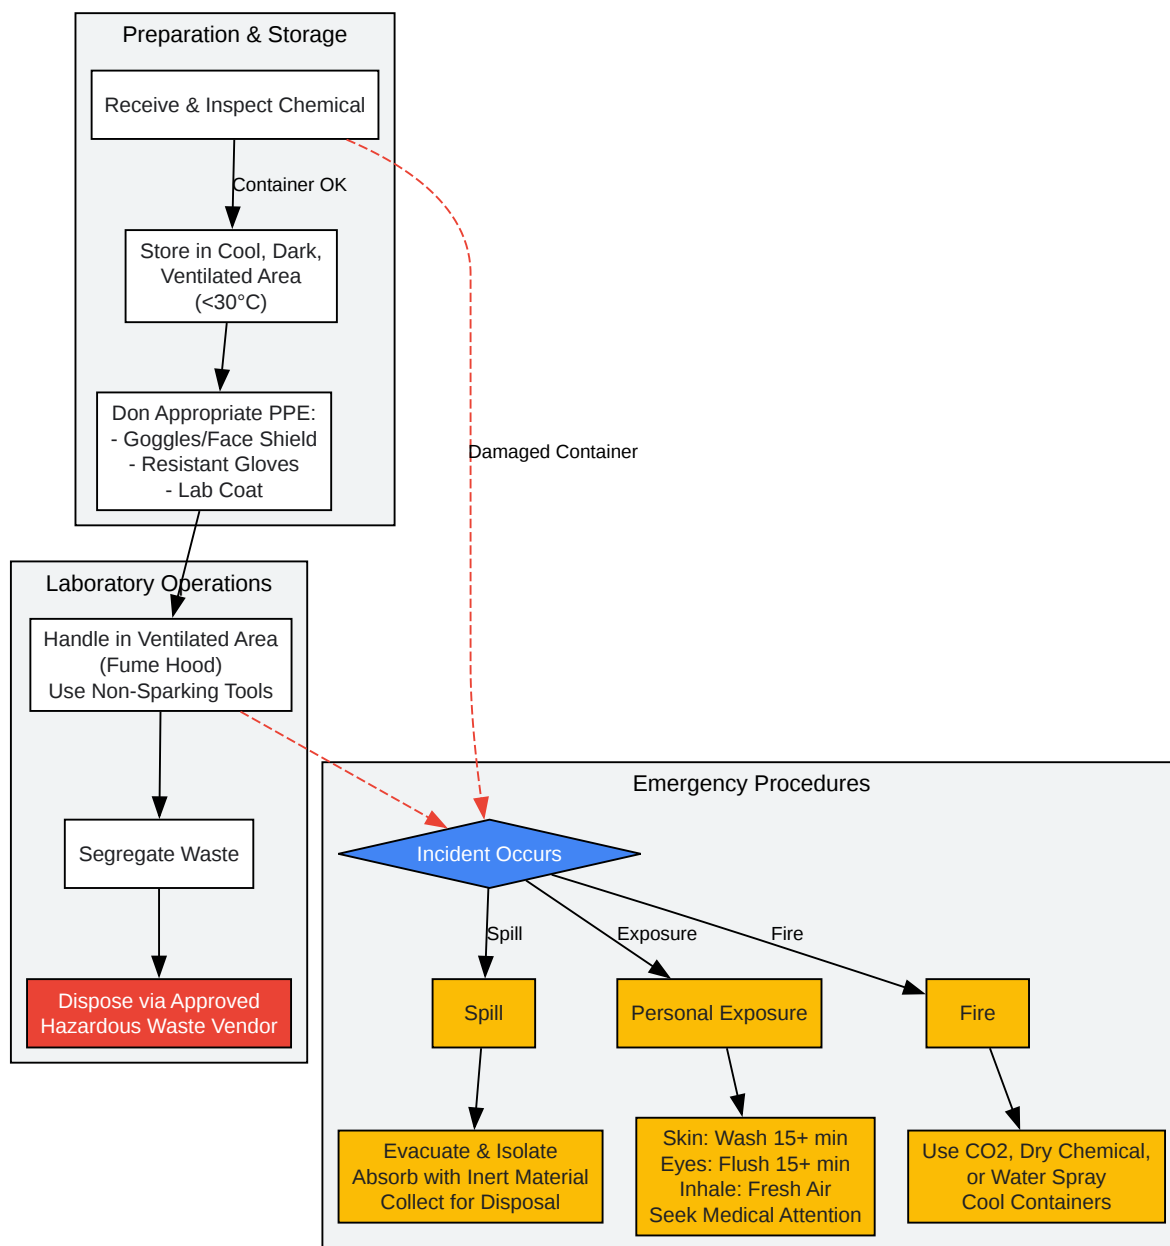 Preparation & Storage
Receive & Inspect Chemical
Container OK
Store in Cool, Dark,
Ventilated Area
(<30°C)
Don Appropriate PPE:
- Goggles/Face Shield
- Resistant Gloves
- Lab Coat
Damaged Container
Laboratory Operations
Handle in Ventilated Area
(Fume Hood)
Use Non-Sparking Tools
Segregate Waste
Dispose via Approved
Hazardous Waste Vendor
Emergency Procedures
Incident Occurs
Spill
Exposure
Fire
Spill
Personal Exposure
Fire
Evacuate & Isolate
Absorb with Inert Material
Collect for Disposal
Skin: Wash 15+ min
Eyes: Flush 15+ min
Inhale: Fresh Air
Seek Medical Attention
Use CO2, Dry Chemical,
or Water Spray
Cool Containers